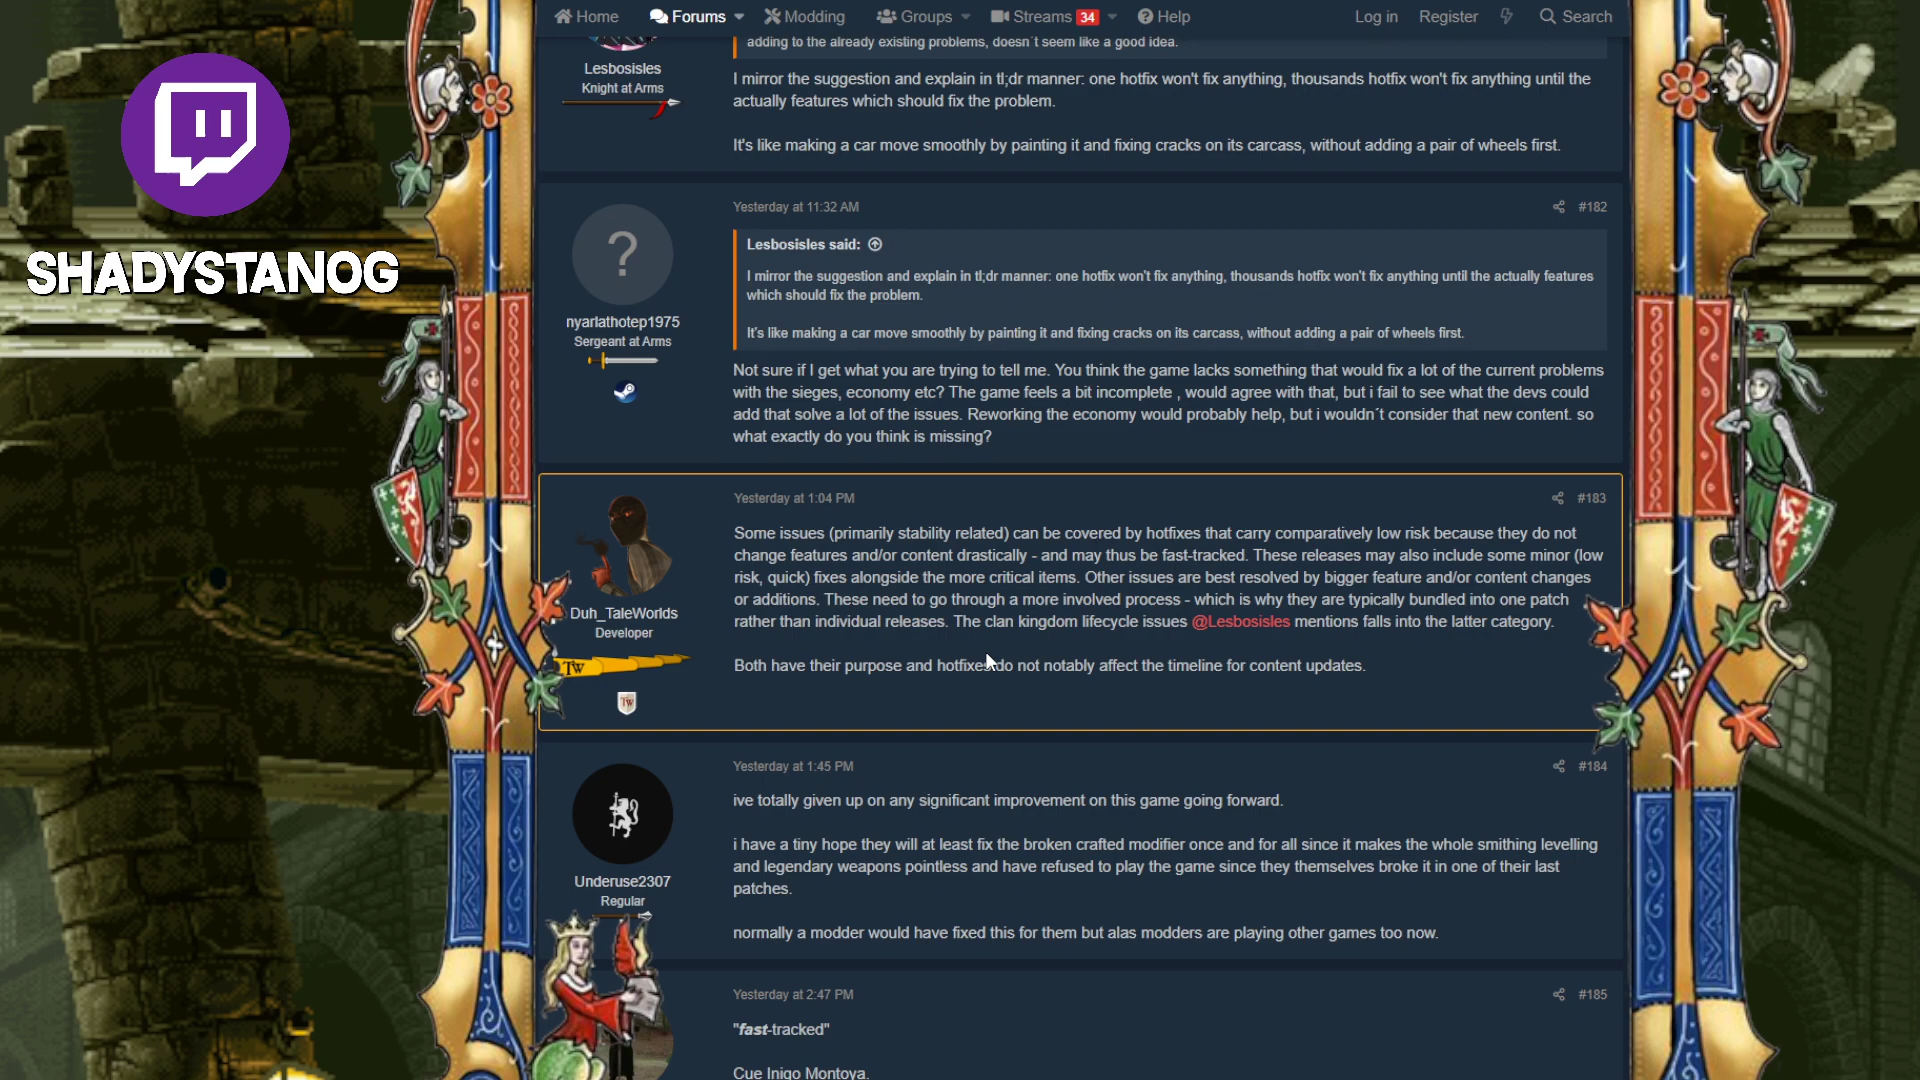 Home Forums Modding Groups Streams 34 Help Log in Register Search
SHADYSTANOG
adding to the already existing problems, doesn´t seem like a good idea.
Lesbosisles
Knight at Arms
I mirror the suggestion and explain in tl;dr manner: one hotfix won't fix anything, thousands hotfix won't fix anything until the
actually features which should fix the problem.
It's like making a car move smoothly by painting it and fixing cracks on its carcass, without adding a pair of wheels first.
Yesterday at 11:32 AM #182
?
nyarlathotep1975
Sergeant at Arms
Lesbosisles said:
I mirror the suggestion and explain in tl;dr manner: one hotfix won't fix anything, thousands hotfix won't fix anything until the actually features
which should fix the problem.
It's like making a car move smoothly by painting it and fixing cracks on its carcass, without adding a pair of wheels first.
Not sure if I get what you are trying to tell me. You think the game lacks something that would fix a lot of the current problems
with the sieges, economy etc? The game feels a bit incomplete , would agree with that, but i fail to see what the devs could
add that solve a lot of the issues. Reworking the economy would probably help, but i wouldn´t consider that new content. so
what exactly do you think is missing?
Yesterday at 1:04 PM #183
Duh_TaleWorlds
Developer
TW
TW
Some issues (primarily stability related) can be covered by hotfixes that carry comparatively low risk because they do not
change features and/or content drastically - and may thus be fast-tracked. These releases may also include some minor (low
risk, quick) fixes alongside the more critical items. Other issues are best resolved by bigger feature and/or content changes
or additions. These need to go through a more involved process - which is why they are typically bundled into one patch
rather than individual releases. The clan kingdom lifecycle issues @Lesbosisles mentions falls into the latter category.
Both have their purpose and hotfixes do not notably affect the timeline for content updates.
Yesterday at 1:45 PM #184
Underuse2307
Regular
ive totally given up on any significant improvement on this game going forward.
i have a tiny hope they will at least fix the broken crafted modifier once and for all since it makes the whole smithing levelling
and legendary weapons pointless and have refused to play the game since they themselves broke it in one of their last
patches.
normally a modder would have fixed this for them but alas modders are playing other games too now.
Yesterday at 2:47 PM #185
"fast-tracked"
Cue Inigo Montoya.